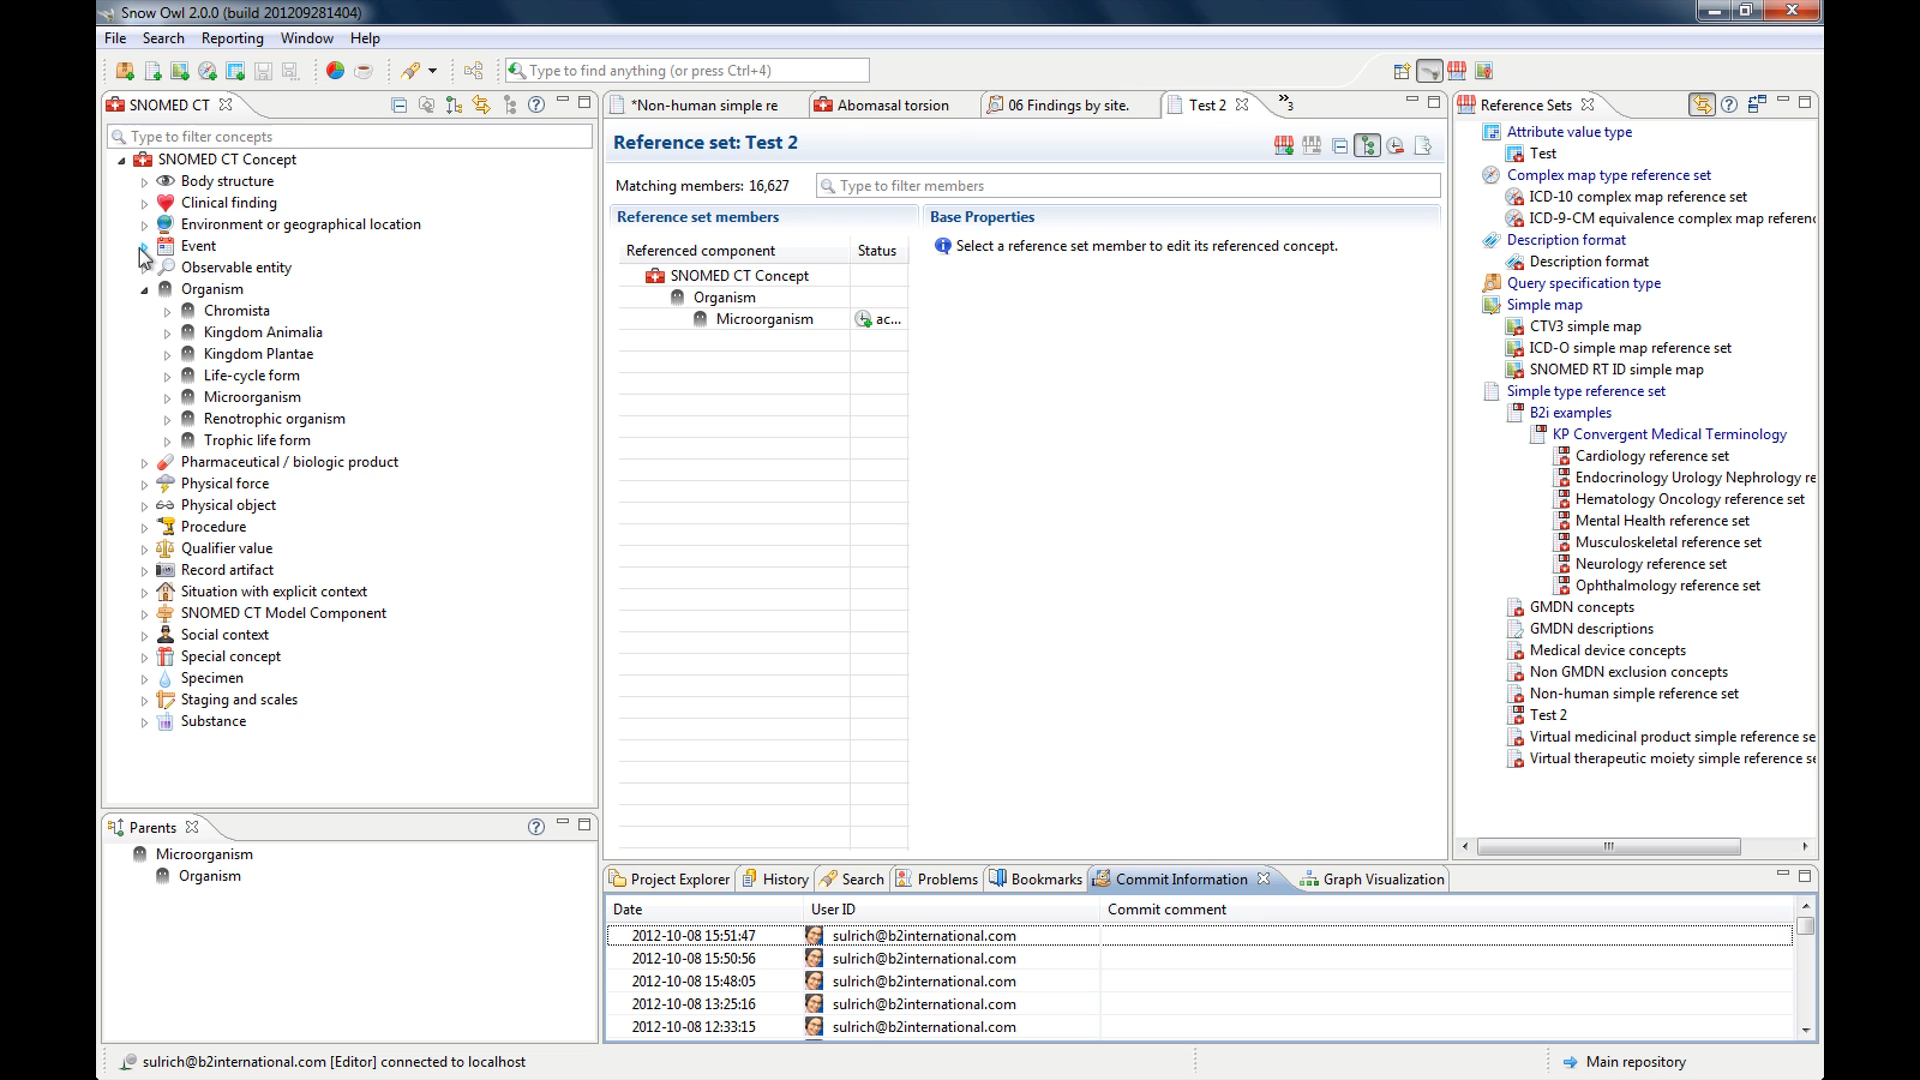 Snow Owl 2.0.0 (build 201209281404)
File Search Reporting Window Help
Type to find anything (or press Ctrl+4)
SNOMED CT
Type to filter concepts
SNOMED CT Concept
Body structure
Clinical finding
Environment or geographical location
Event
Observable entity
Organism
Chromista
Kingdom Animalia
Kingdom Plantae
Life-cycle form
Microorganism
Renotrophic organism
Trophic life form
Pharmaceutical / biologic product
Physical force
Physical object
Procedure
Qualifier value
Record artifact
Situation with explicit context
SNOMED CT Model Component
Social context
Special concept
Specimen
Staging and scales
Substance
Parents
Microorganism
Organism
*Non-human simple re Abomasal torsion 06 Findings by site. Test 2 »3
Reference set: Test 2
Matching members: 16,627 Type to filter members
Reference set members
Referenced component Status
SNOMED CT Concept
Organism
Microorganism ac...
Base Properties
Select a reference set member to edit its referenced concept.
Reference Sets
Attribute value type
Test
Complex map type reference set
ICD-10 complex map reference set
ICD-9-CM equivalence complex map referenc
Description format
Description format
Query specification type
Simple map
CTV3 simple map
ICD-O simple map reference set
SNOMED RT ID simple map
Simple type reference set
B2i examples
KP Convergent Medical Terminology
Cardiology reference set
Endocrinology Urology Nephrology re
Hematology Oncology reference set
Mental Health reference set
Musculoskeletal reference set
Neurology reference set
Ophthalmology reference set
GMDN concepts
GMDN descriptions
Medical device concepts
Non GMDN exclusion concepts
Non-human simple reference set
Test 2
Virtual medicinal product simple reference se
Virtual therapeutic moiety simple reference se
Project Explorer History Search Problems Bookmarks Commit Information Graph Visualization
Date User ID Commit comment
2012-10-08 15:51:47 sulrich@b2international.com
2012-10-08 15:50:56 sulrich@b2international.com
2012-10-08 15:48:05 sulrich@b2international.com
2012-10-08 13:25:16 sulrich@b2international.com
2012-10-08 12:33:15 sulrich@b2international.com
sulrich@b2international.com [Editor] connected to localhost
Main repository